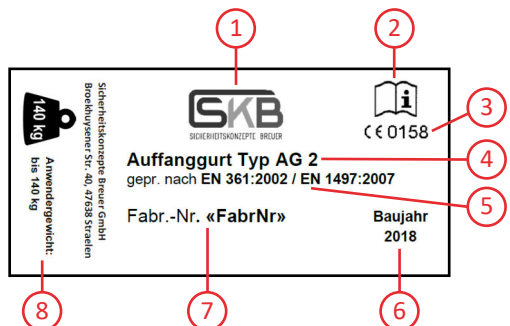 1
2
3
4
5
6
7
8
140 kg
Anwendergewicht:
bis 140 kg
Sicherheitskonzepte Breuer GmbH
Broekhuysener Str. 40, 47638 Straelen
SKB
SICHERHEITSKONZEPTE BREUER
i
CE 0158
Auffanggurt Typ AG 2
gepr. nach EN 361:2002 / EN 1497:2007
Fabr.-Nr. «FabrNr»
Baujahr
2018